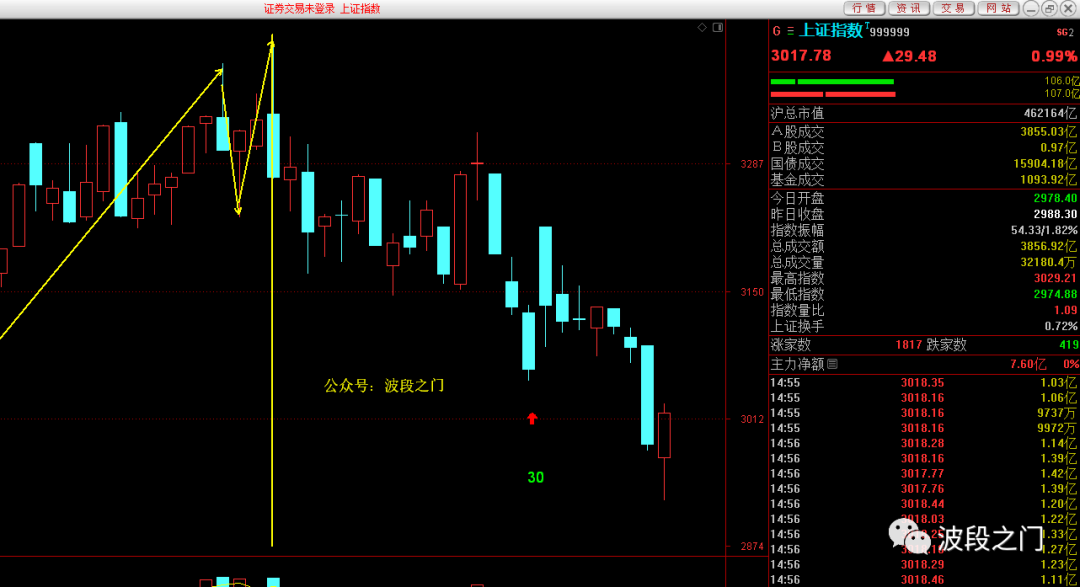 证券交易未登录 上证指数
行情 资讯 交易 网站
G 三 上证指数 T 999999 SG2
3017.78 ▲29.48 0.99%
106.0亿
107.0亿
沪总市值 462164亿
A股成交 3855.03亿
B股成交 0.97亿
国债成交 15904.18亿
基金成交 1093.92亿
今日开盘 2978.40
昨日收盘 2988.30
指数振幅 54.33/1.82%
总成交额 3856.92亿
总成交量 32180.4万
最高指数 3029.21
最低指数 2974.88
指数量比 1.09
上证换手 0.72%
涨家数 1817 跌家数 419
主力净额 7.60亿 0%
14:55 3018.35 1.03亿
14:55 3018.16 1.06亿
14:55 3018.16 9737万
14:55 3018.16 9972万
14:56 3018.28 1.14亿
14:56 3018.16 1.39亿
14:56 3017.77 1.42亿
14:56 3017.76 1.39亿
14:56 3018.44 1.20亿
14:56 3018.03 1.22亿
14:56 1.33亿
14:56 1.27亿
14:56 3018.29 1.23亿
14:56 3018.46 1.11亿
3287
3150
3012
2874
公众号：波段之门
30
波段之门